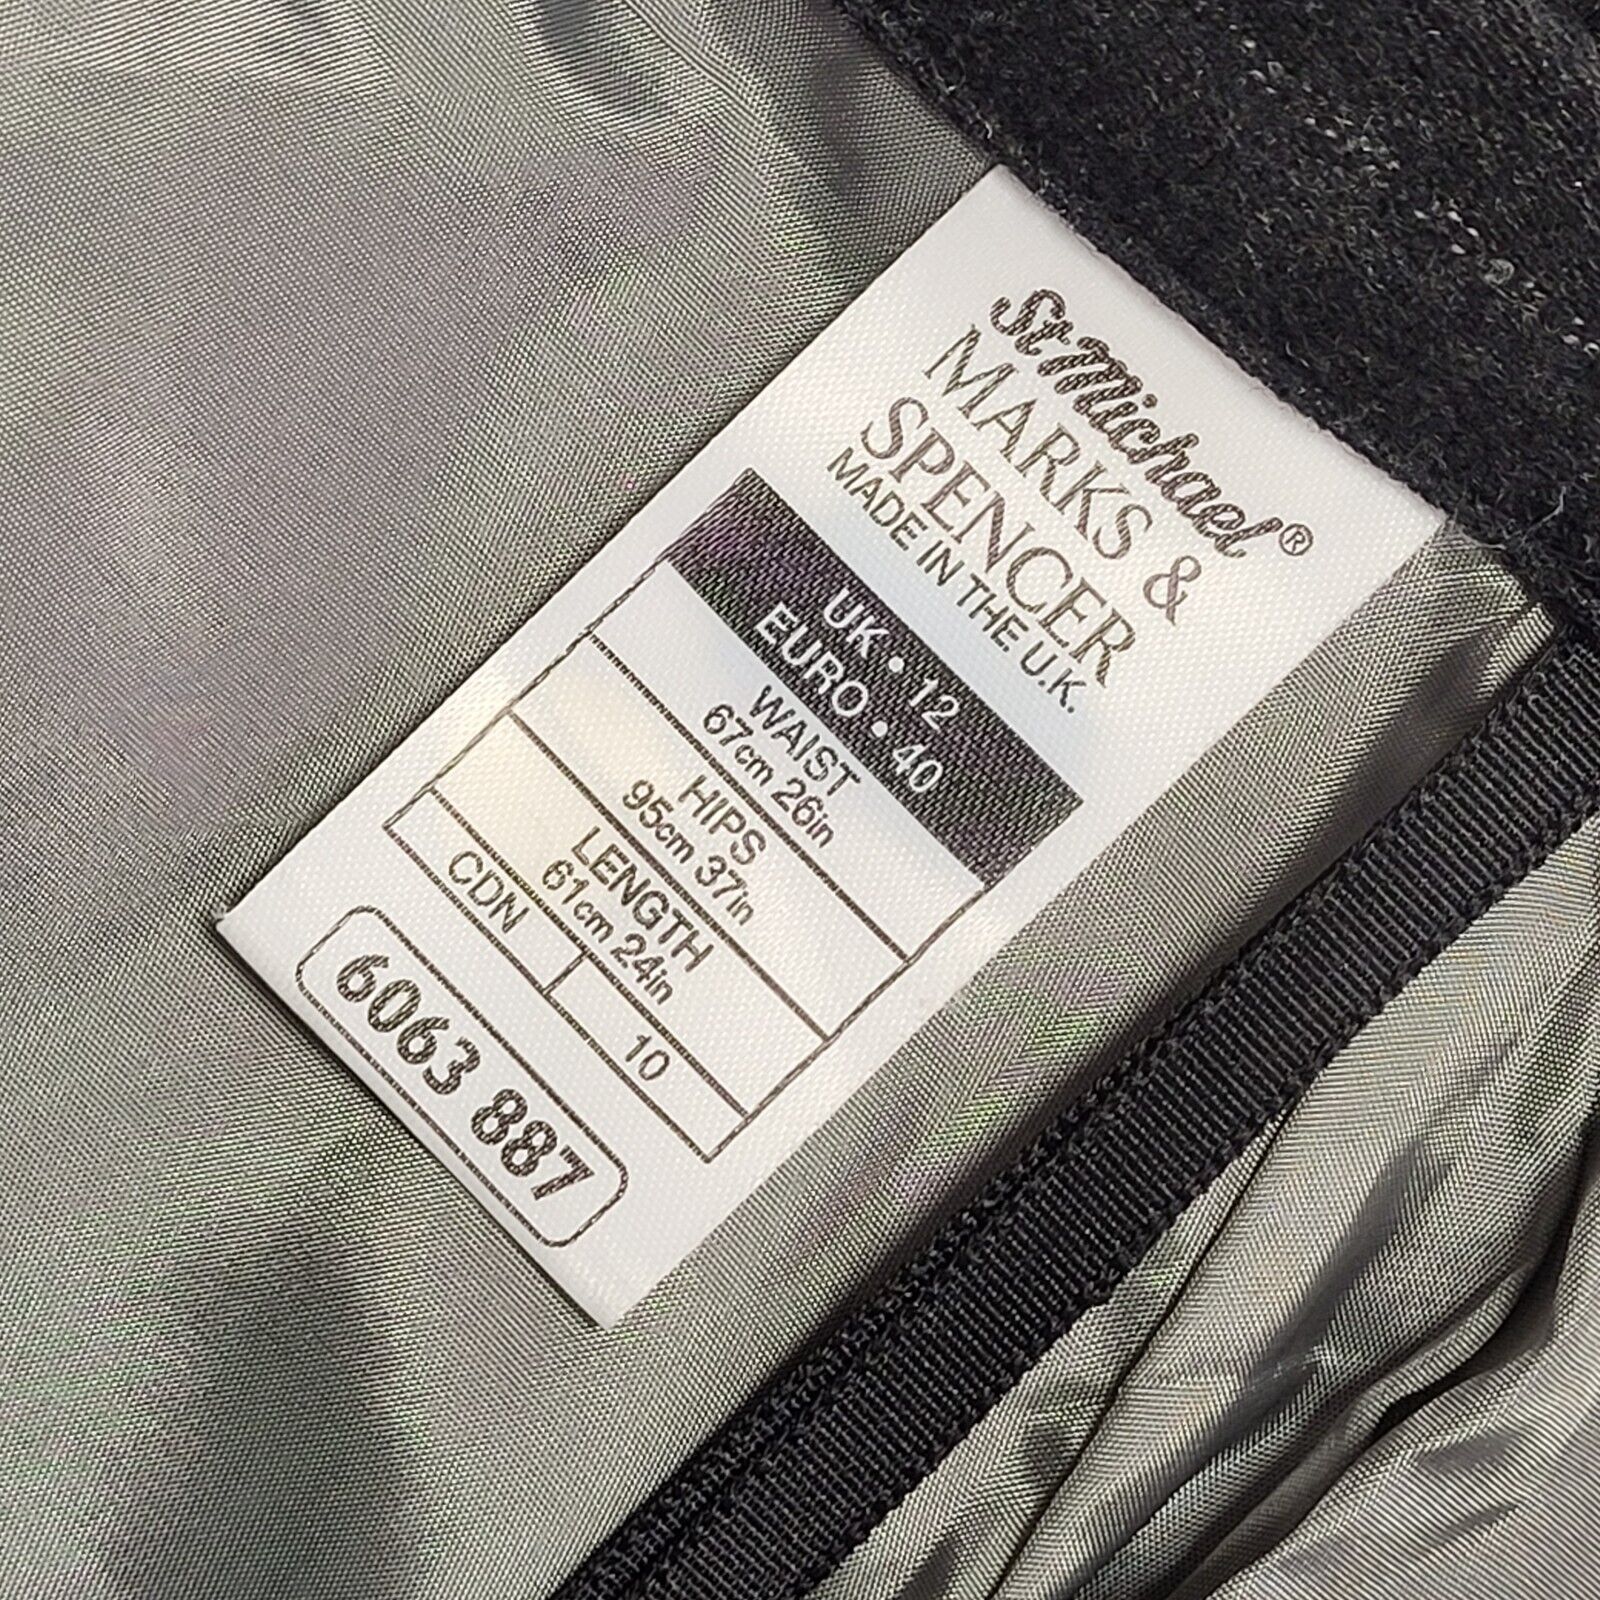 St Michael®
MARKS &
SPENCER
MADE IN THE U.K.
UK • 12
EURO • 40
WAIST
67cm 26in
HIPS
95cm 37in
LENGTH
61cm 24in
CDN 10
6063 887